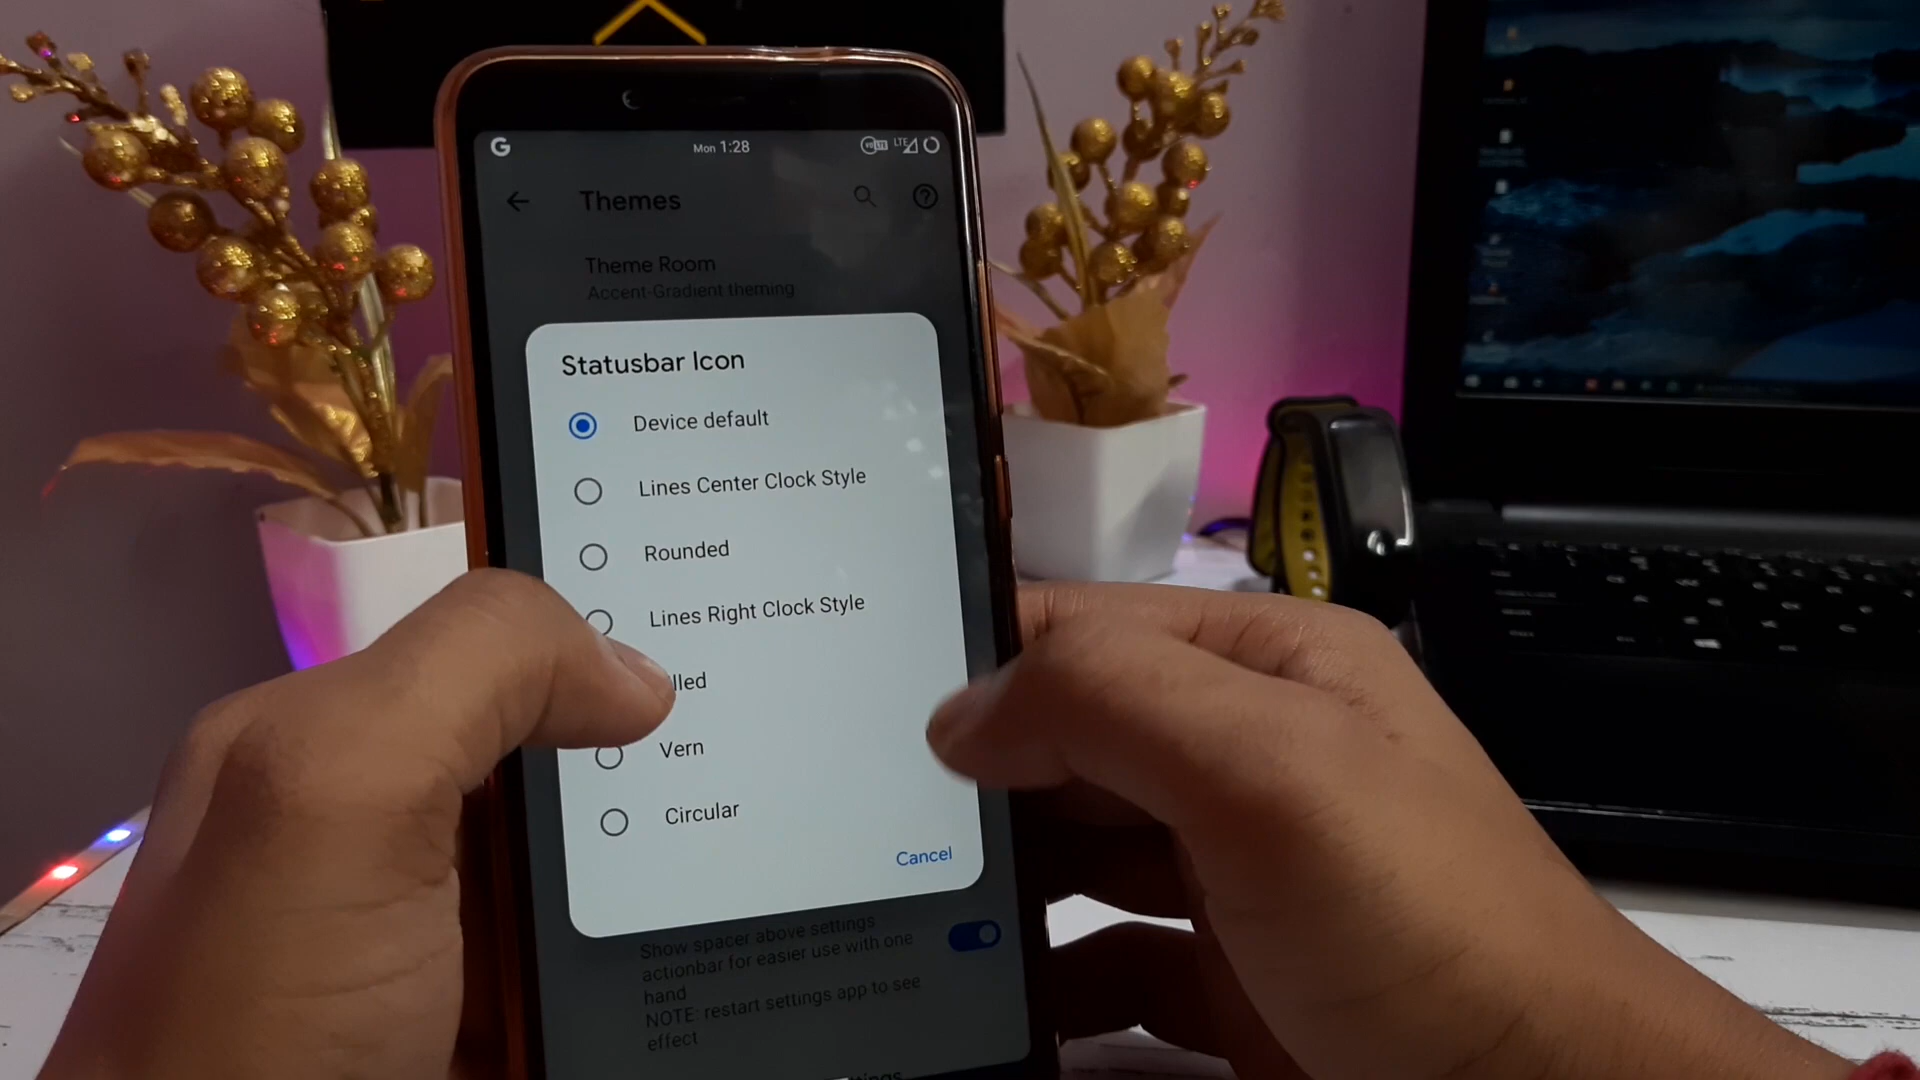 G
Mon 1:28
LTE
Themes
Theme Room
Accent-Gradient theming
Statusbar Icon
Device default
Lines Center Clock Style
Rounded
Lines Right Clock Style
lled
Vern
Circular
Cancel
Show spacer above settings
actionbar for easier use with one
hand
NOTE: restart settings app to see
effect